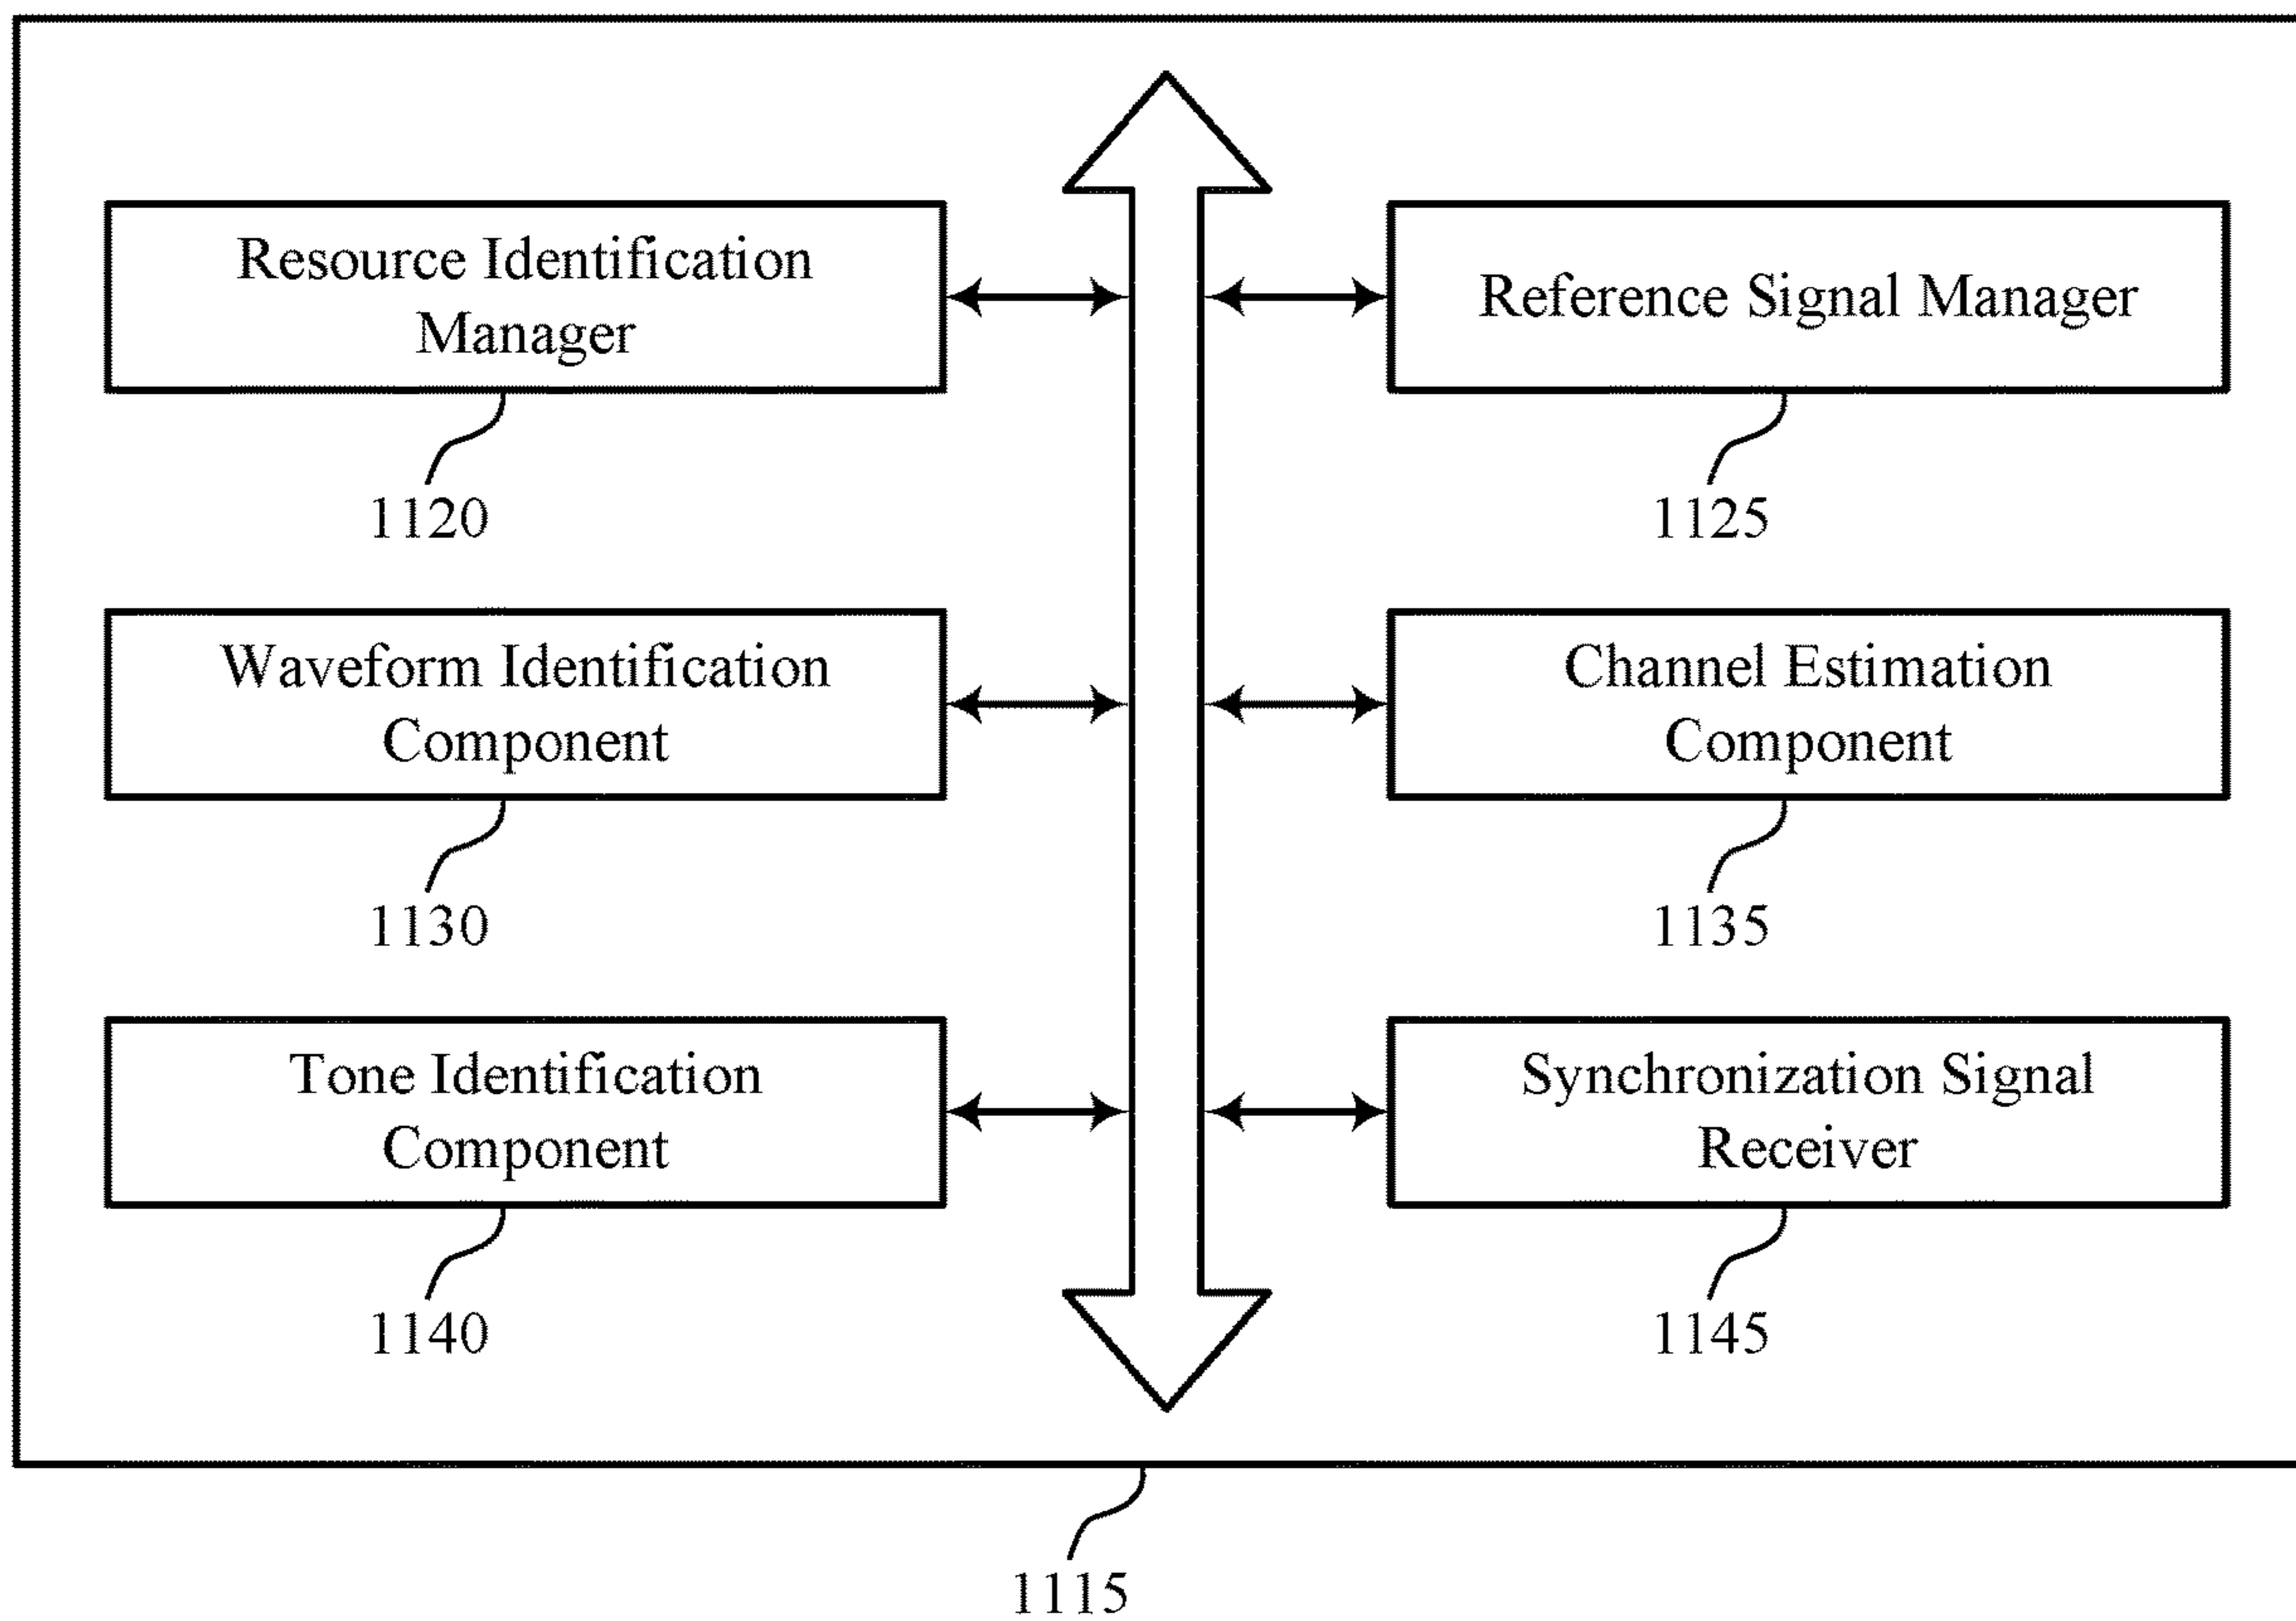 Resource Identification
Manager
1120
Reference Signal Manager
1125
Waveform Identification
Component
1130
Channel Estimation
Component
1135
Tone Identification
Component
1140
Synchronization Signal
Receiver
1145
1115